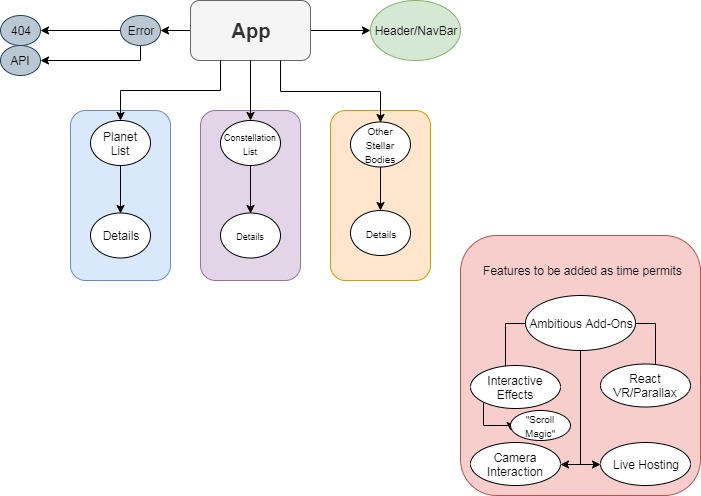 404
Error
App
Header/NavBar
API
Planet
List
Constellation
List
Other
Stellar
Bodies
Details
Details
Details
Features to be added as time permits
Ambitious Add-Ons
Interactive
Effects
React
VR/Parallax
"Scroll
Magic"
Camera
Interaction
Live Hosting